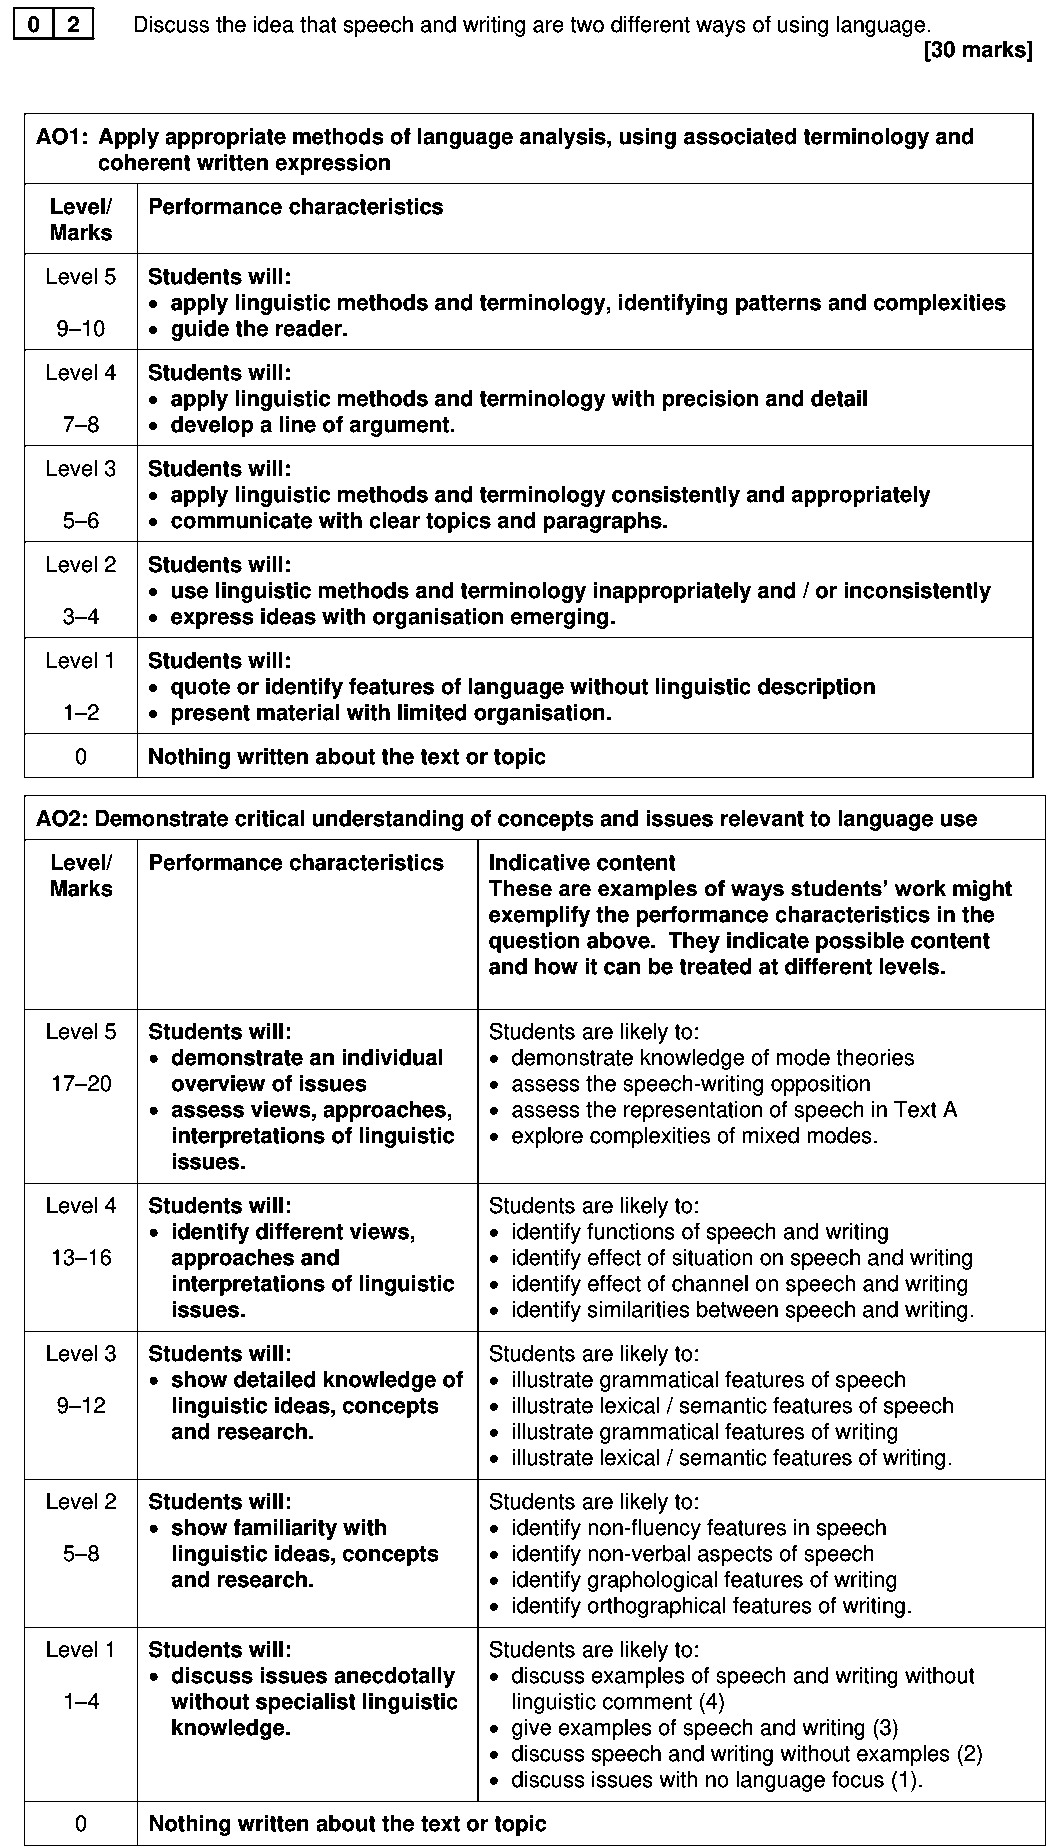 0 2 Discuss the idea that speech and writing are two different ways of using language.
[30 marks]
AO1: Apply appropriate methods of language analysis, using associated terminology and
coherent written expression
Level/
Marks
Performance characteristics
Level 5
9–10
Students will:
• apply linguistic methods and terminology, identifying patterns and complexities
• guide the reader.
Level 4
7–8
Students will:
• apply linguistic methods and terminology with precision and detail
• develop a line of argument.
Level 3
5–6
Students will:
• apply linguistic methods and terminology consistently and appropriately
• communicate with clear topics and paragraphs.
Level 2
3–4
Students will:
• use linguistic methods and terminology inappropriately and / or inconsistently
• express ideas with organisation emerging.
Level 1
1–2
Students will:
• quote or identify features of language without linguistic description
• present material with limited organisation.
0
Nothing written about the text or topic
AO2: Demonstrate critical understanding of concepts and issues relevant to language use
Level/
Marks
Performance characteristics
Indicative content
These are examples of ways students’ work might
exemplify the performance characteristics in the
question above. They indicate possible content
and how it can be treated at different levels.
Level 5
17–20
Students will:
• demonstrate an individual
overview of issues
• assess views, approaches,
interpretations of linguistic
issues.
Students are likely to:
• demonstrate knowledge of mode theories
• assess the speech-writing opposition
• assess the representation of speech in Text A
• explore complexities of mixed modes.
Level 4
13–16
Students will:
• identify different views,
approaches and
interpretations of linguistic
issues.
Students are likely to:
• identify functions of speech and writing
• identify effect of situation on speech and writing
• identify effect of channel on speech and writing
• identify similarities between speech and writing.
Level 3
9–12
Students will:
• show detailed knowledge of
linguistic ideas, concepts
and research.
Students are likely to:
• illustrate grammatical features of speech
• illustrate lexical / semantic features of speech
• illustrate grammatical features of writing
• illustrate lexical / semantic features of writing.
Level 2
5–8
Students will:
• show familiarity with
linguistic ideas, concepts
and research.
Students are likely to:
• identify non-fluency features in speech
• identify non-verbal aspects of speech
• identify graphological features of writing
• identify orthographical features of writing.
Level 1
1–4
Students will:
• discuss issues anecdotally
without specialist linguistic
knowledge.
Students are likely to:
• discuss examples of speech and writing without
linguistic comment (4)
• give examples of speech and writing (3)
• discuss speech and writing without examples (2)
• discuss issues with no language focus (1).
0
Nothing written about the text or topic